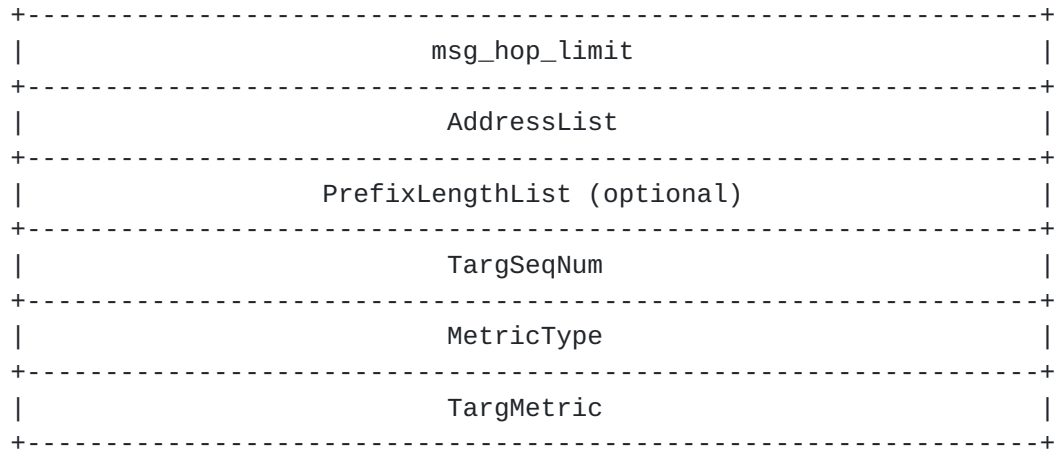 msg_hop_limit
AddressList
PrefixLengthList (optional)
TargSeqNum
MetricType
TargMetric